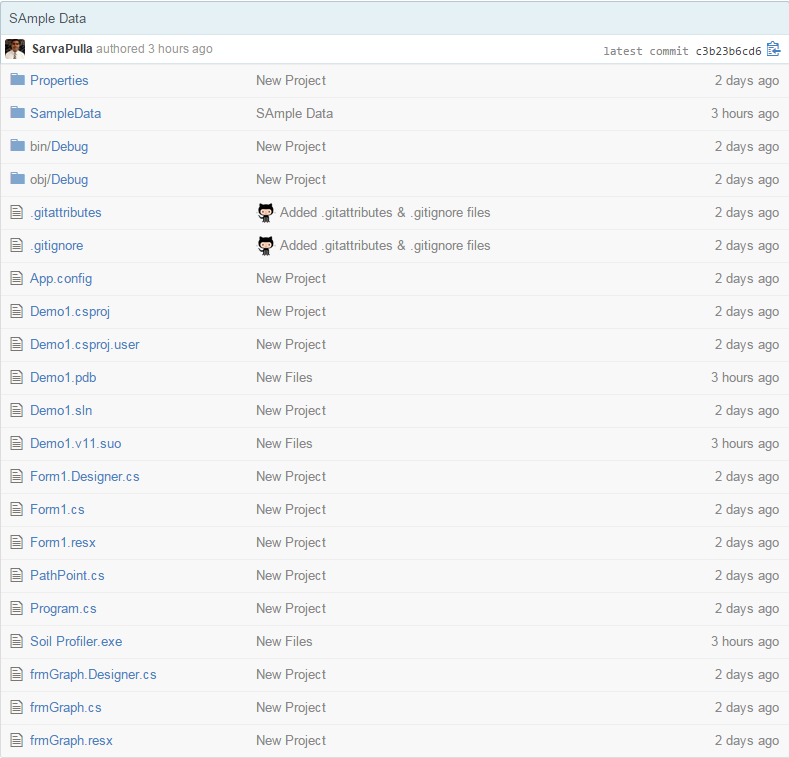 SAmple Data
SarvaPulla authored 3 hours ago latest commit c3b23b6cd6
Properties New Project 2 days ago
SampleData SAmple Data 3 hours ago
bin/Debug New Project 2 days ago
obj/Debug New Project 2 days ago
.gitattributes Added .gitattributes & .gitignore files 2 days ago
.gitignore Added .gitattributes & .gitignore files 2 days ago
App.config New Project 2 days ago
Demo1.csproj New Project 2 days ago
Demo1.csproj.user New Project 2 days ago
Demo1.pdb New Files 3 hours ago
Demo1.sln New Project 2 days ago
Demo1.v11.suo New Files 3 hours ago
Form1.Designer.cs New Project 2 days ago
Form1.cs New Project 2 days ago
Form1.resx New Project 2 days ago
PathPoint.cs New Project 2 days ago
Program.cs New Project 2 days ago
Soil Profiler.exe New Files 3 hours ago
frmGraph.Designer.cs New Project 2 days ago
frmGraph.cs New Project 2 days ago
frmGraph.resx New Project 2 days ago